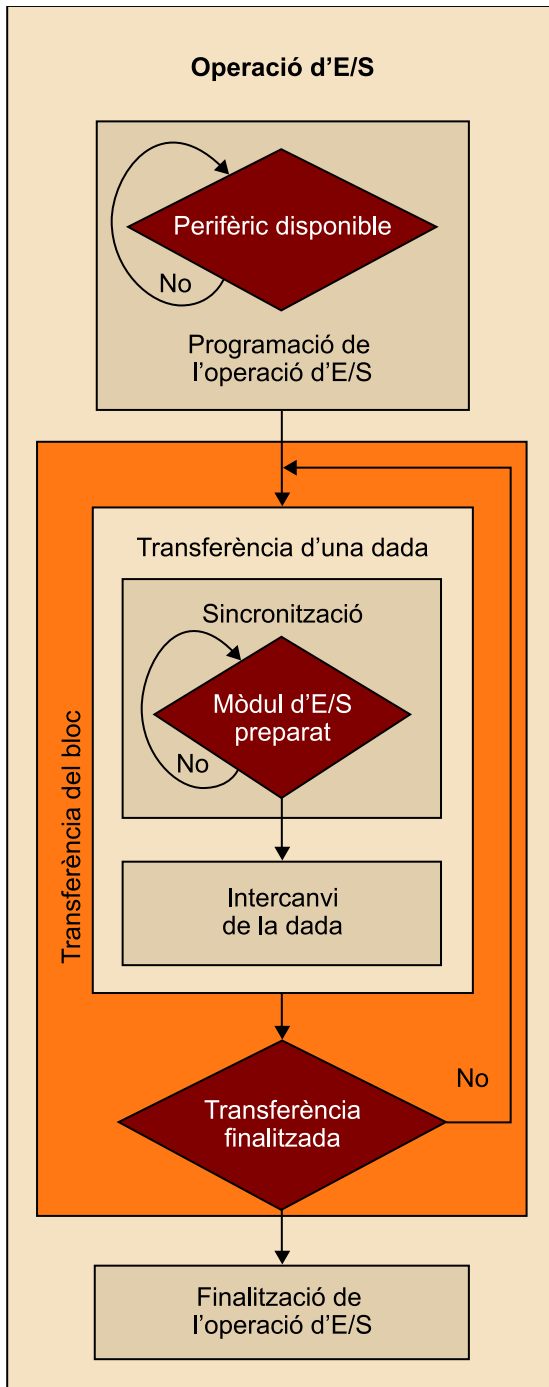 Operació d'E/S
Perifèric disponible
No
Programació de
l'operació d'E/S
Transferència del bloc
Transferència d'una dada
Sincronització
Mòdul d'E/S
preparat
No
Intercanvi
de la dada
Transferència
finalitzada
No
Finalització de
l'operació d'E/S